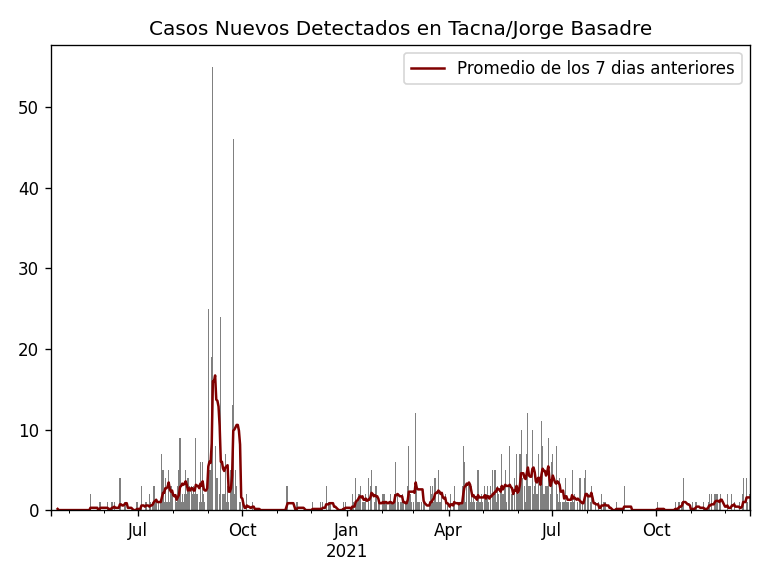 Casos Nuevos Detectados en Tacna/Jorge Basadre
Promedio de los 7 dias anteriores
50
40
30
20
10
0
Jul Oct Jan Apr Jul Oct
2021